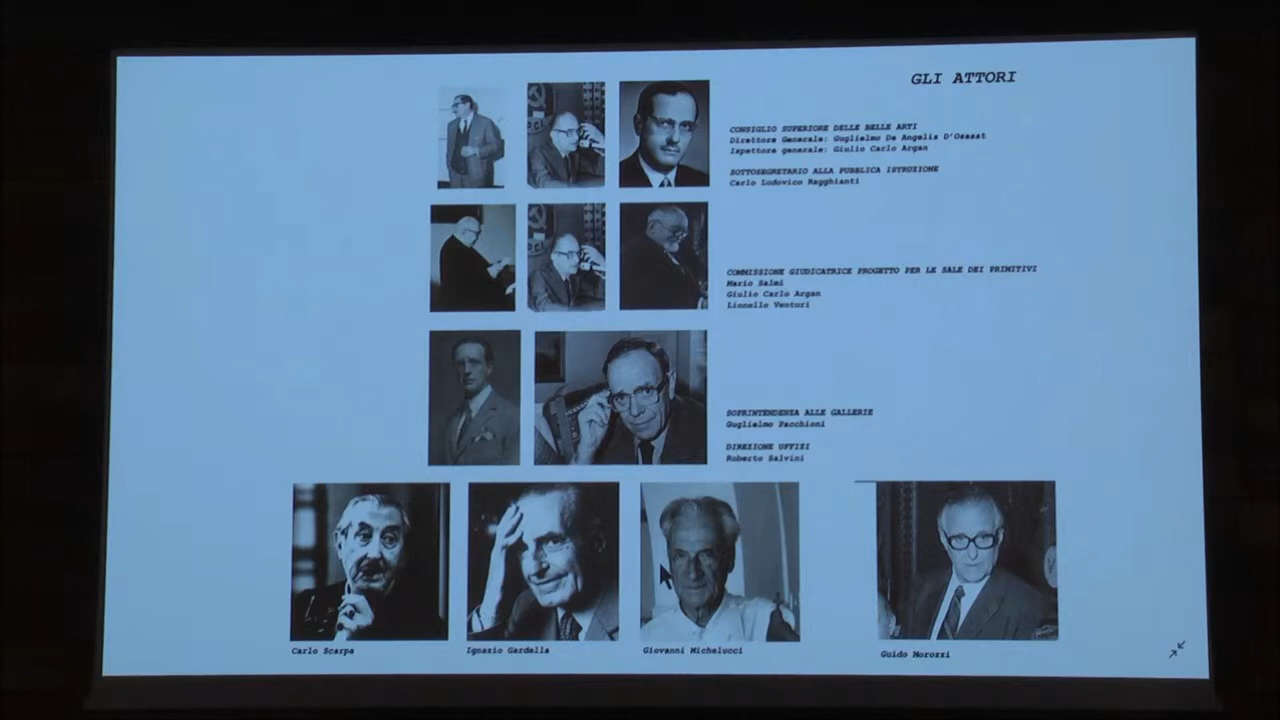 GLI ATTORI
CONSIGLIO SUPERIORE DELLE BELLE ARTI
Direttore Generale: Guglielmo De Angelis D'Ossat
Ispettore generale: Giulio Carlo Argan
SOTTOSEGRETARIO ALLA PUBBLICA ISTRUZIONE
Carlo Ludovico Ragghianti
COMMISSIONE GIUDICATRICE PROGETTO PER LE SALE DEI PRIMITIVI
Mario Salmi
Giulio Carlo Argan
Lionello Venturi
SOPRINTENDENZA ALLE GALLERIE
Guglielmo Pacchioni
DIREZIONE UFFIZI
Roberto Salvini
Carlo Scarpa
Ignazio Gardella
Giovanni Michelucci
Guido Morozzi